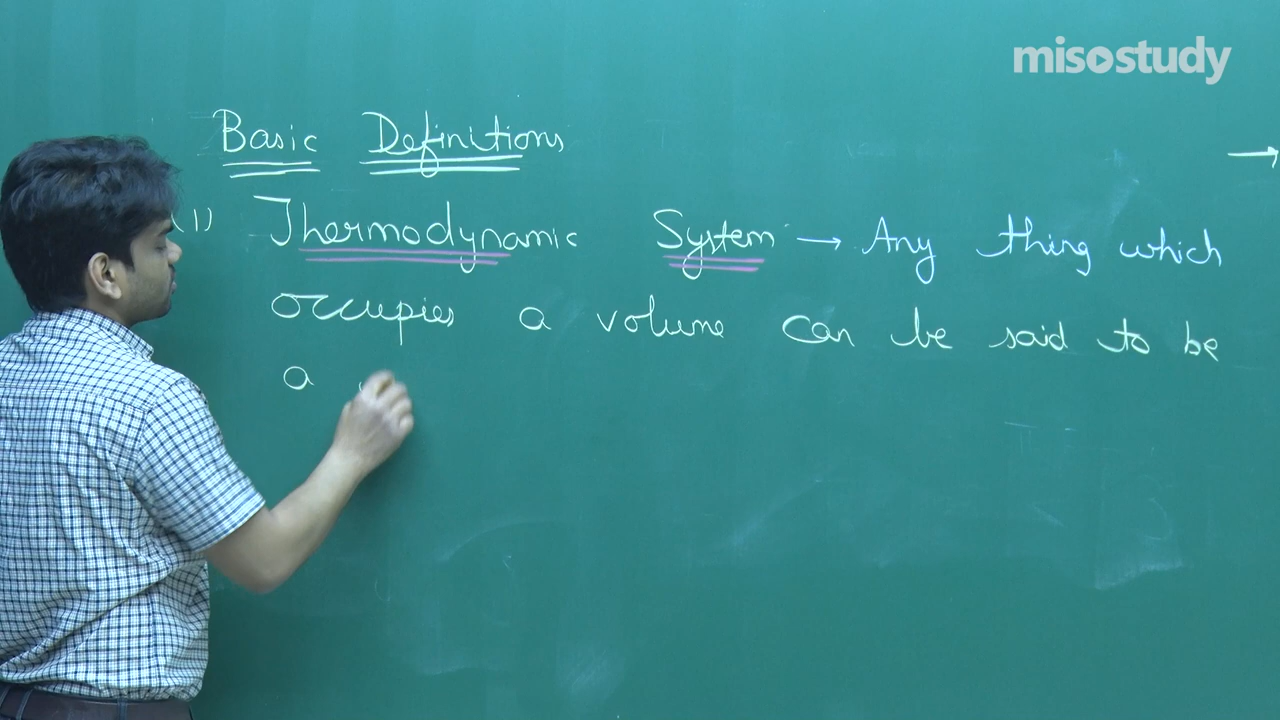 misostudy
Basic Definitions
→
(1) Thermodynamic System → Any thing which
occupies a volume can be said to be
a